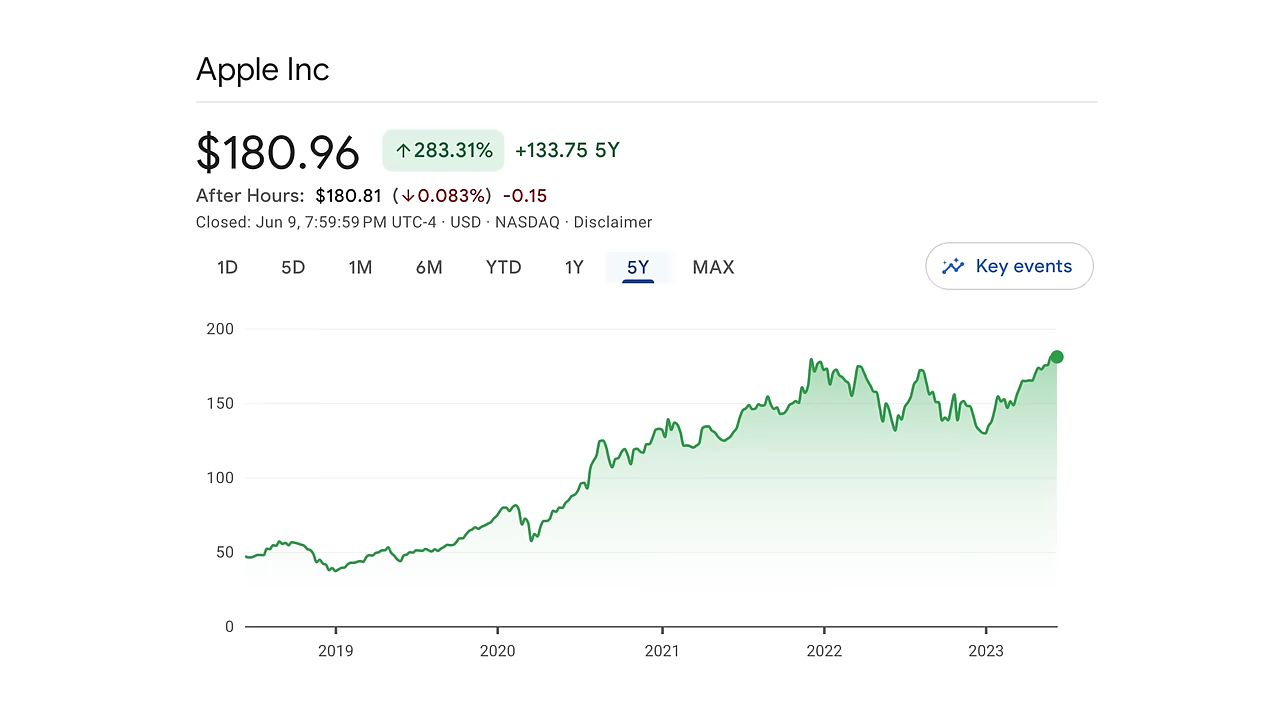 Apple Inc
$180.96 ↑283.31% +133.75 5Y
After Hours: $180.81 (↓0.083%) -0.15
Closed: Jun 9, 7:59:59 PM UTC-4 · USD · NASDAQ · Disclaimer
1D 5D 1M 6M YTD 1Y 5Y MAX Key events
200
150
100
50
0
2019 2020 2021 2022 2023